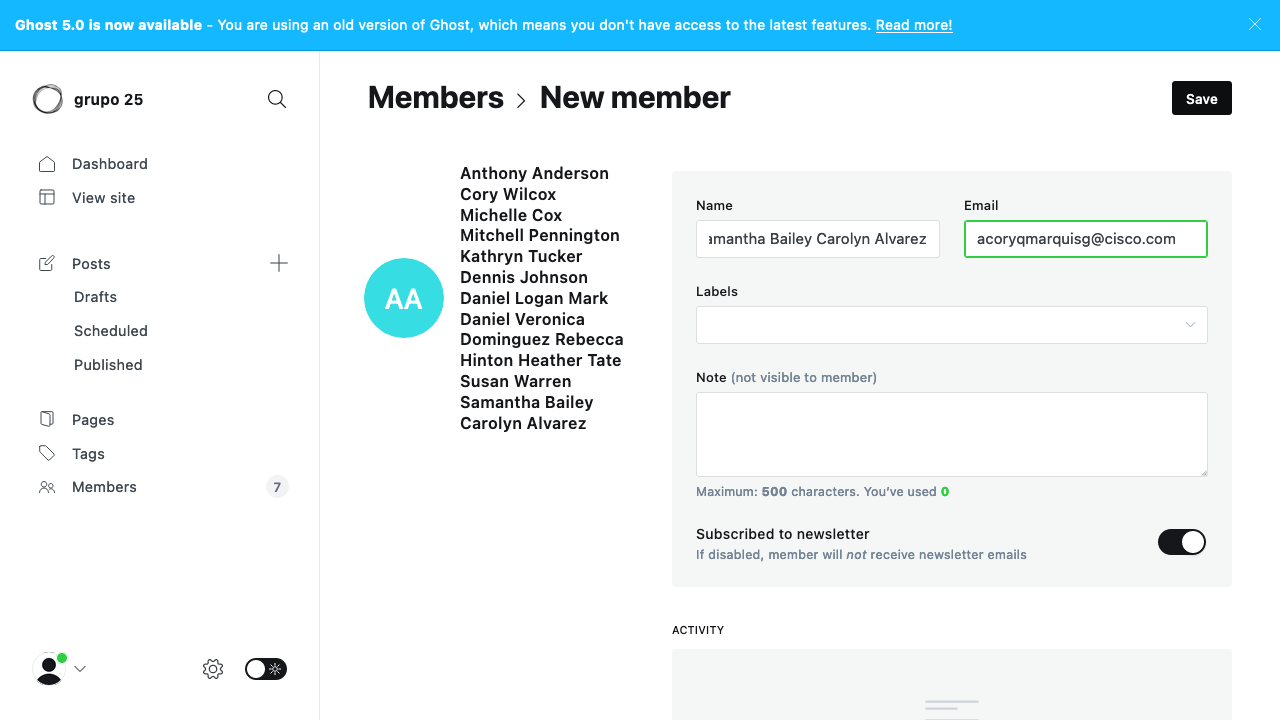 Ghost 5.0 is now available - You are using an old version of Ghost, which means you don't have access to the latest features. Read more!
grupo 25
Dashboard
View site
Posts
Drafts
Scheduled
Published
Pages
Tags
Members 7
Members > New member
Save
AA
Anthony Anderson
Cory Wilcox
Michelle Cox
Mitchell Pennington
Kathryn Tucker
Dennis Johnson
Daniel Logan Mark
Daniel Veronica
Dominguez Rebecca
Hinton Heather Tate
Susan Warren
Samantha Bailey
Carolyn Alvarez
Name
amantha Bailey Carolyn Alvarez
Email
acoryqmarquisg@cisco.com
Labels
Note (not visible to member)
Maximum: 500 characters. You've used 0
Subscribed to newsletter
If disabled, member will not receive newsletter emails
ACTIVITY